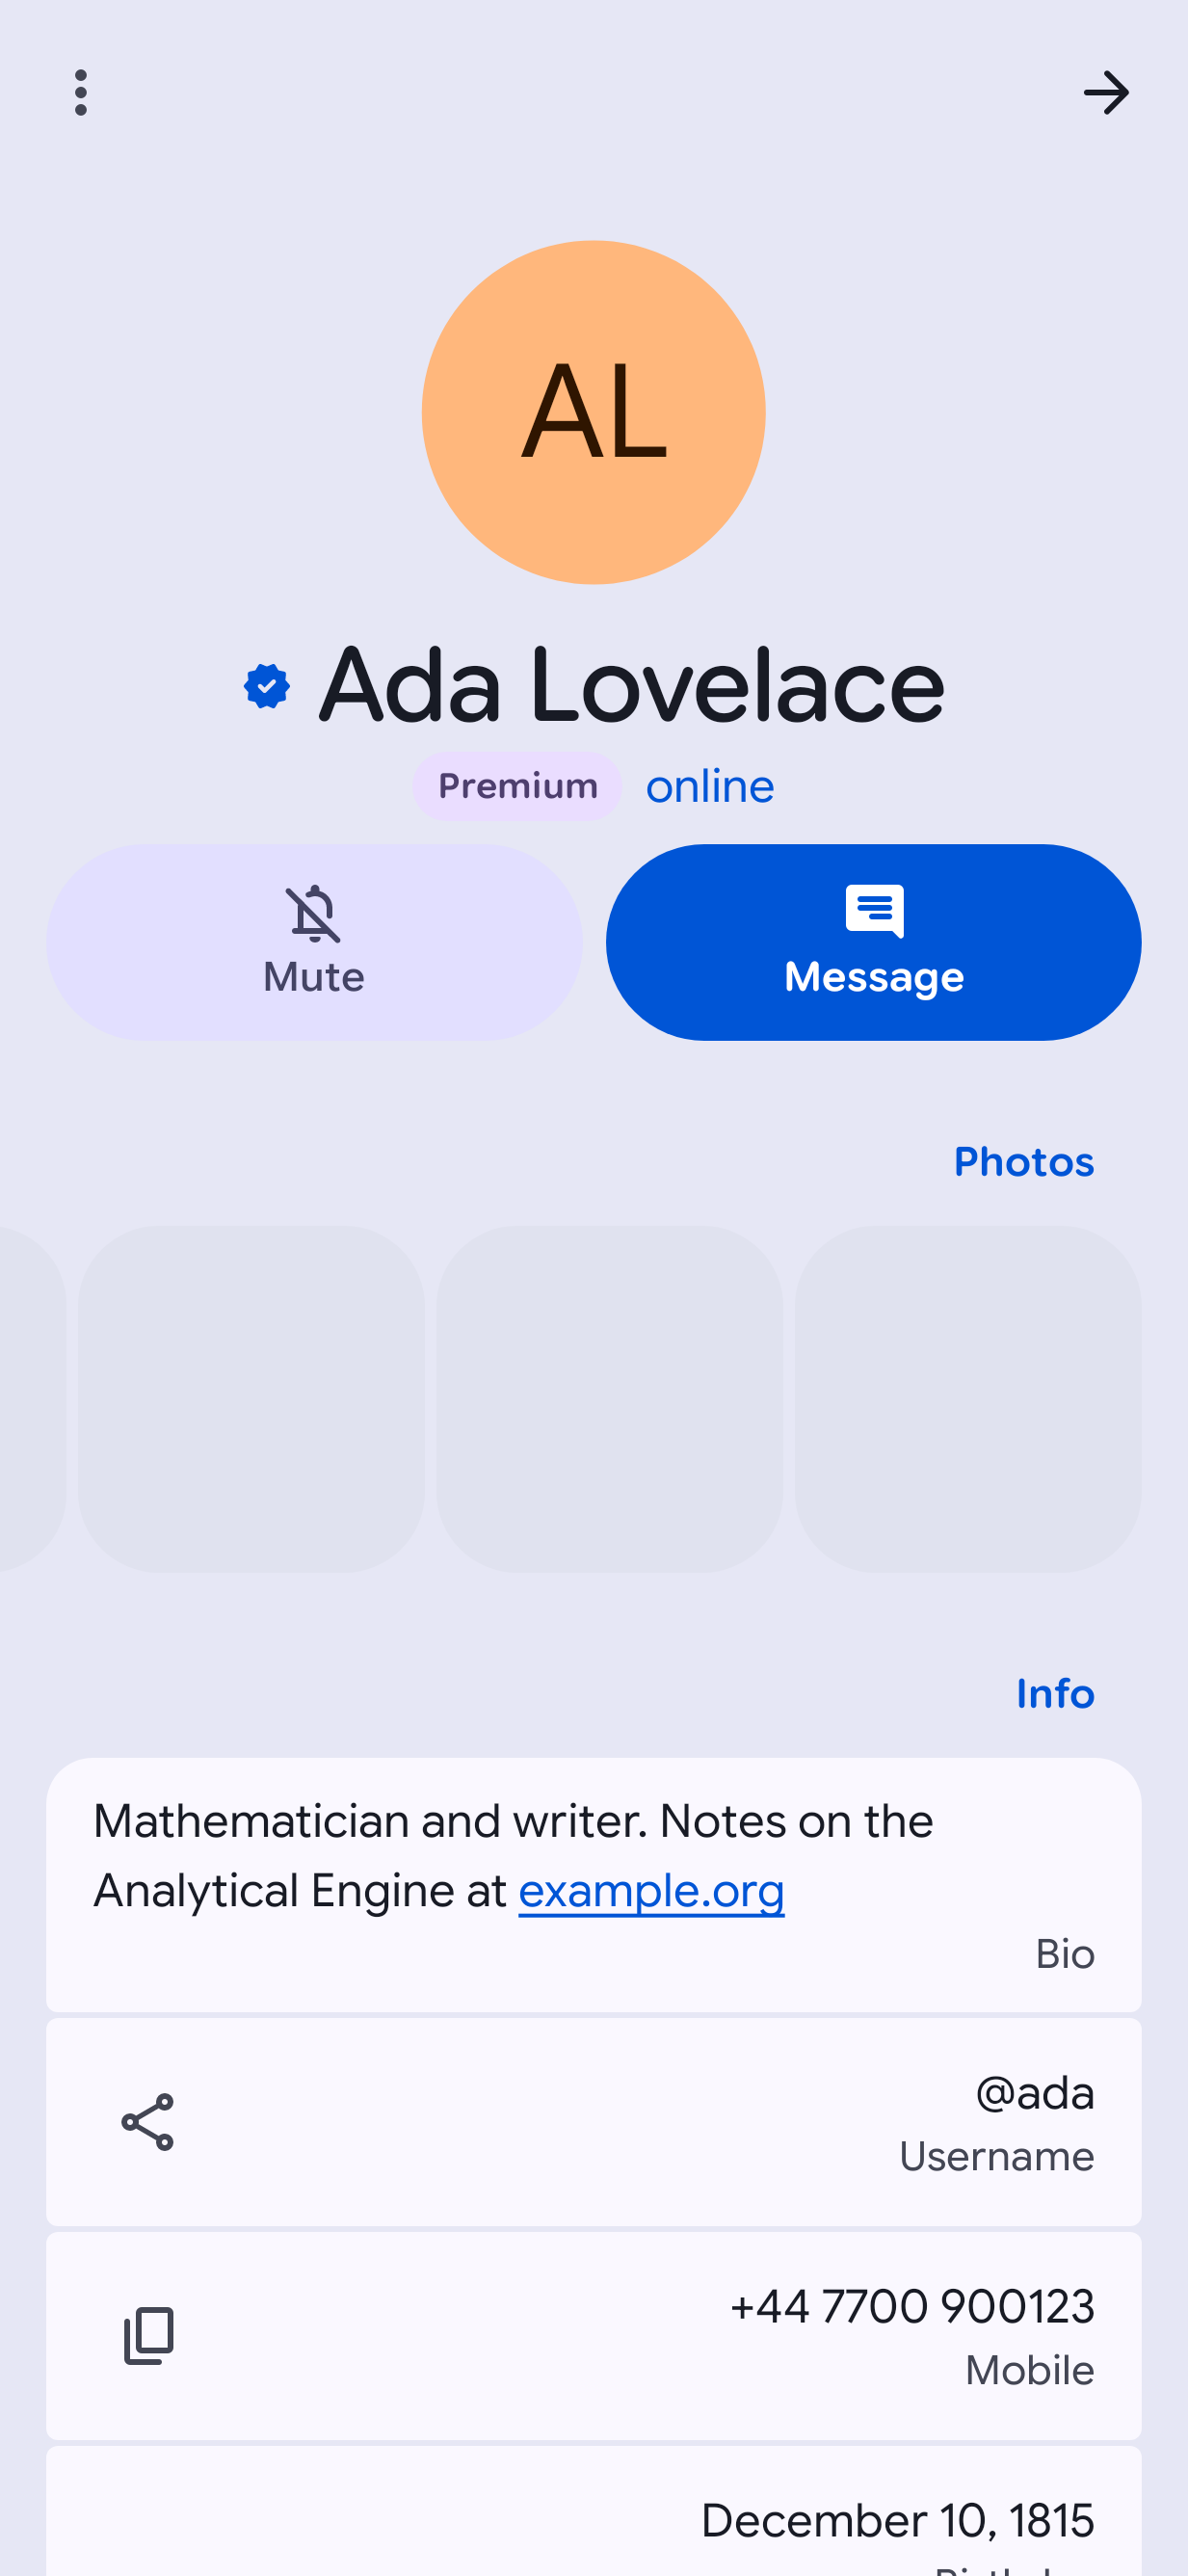 AL
Ada Lovelace
Premium online
Mute
Message
Photos
Info
Mathematician and writer. Notes on the
Analytical Engine at example.org
Bio
@ada
Username
+44 7700 900123
Mobile
December 10, 1815